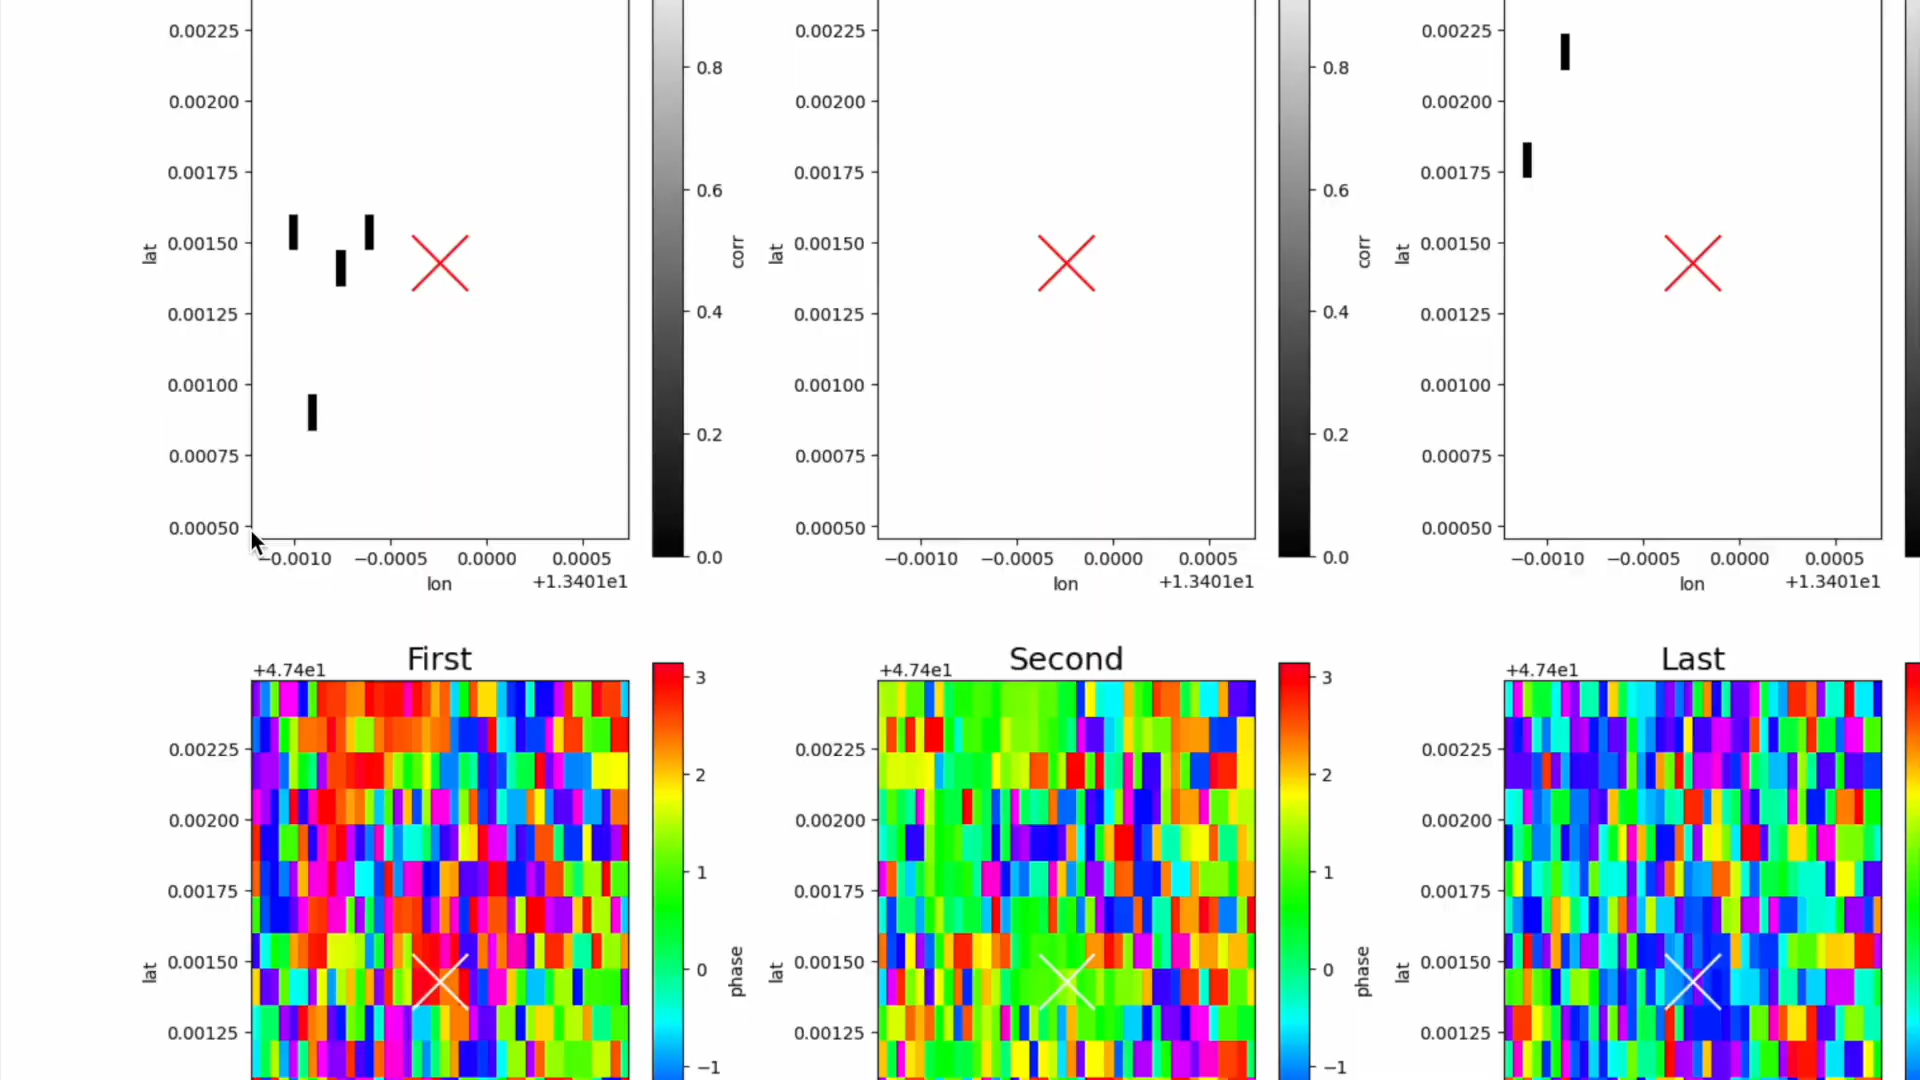 0.00225
0.00200
0.00175
0.00150
0.00125
0.00100
0.00075
0.00050
lat
−0.0010 −0.0005 0.0000 0.0005
lon
+1.3401e1
0.8
0.6
0.4
0.2
0.0
corr
0.00225
0.00200
0.00175
0.00150
0.00125
0.00100
0.00075
0.00050
lat
−0.0010 −0.0005 0.0000 0.0005
lon
+1.3401e1
0.8
0.6
0.4
0.2
0.0
corr
0.00225
0.00200
0.00175
0.00150
0.00125
0.00100
0.00075
0.00050
lat
−0.0010 −0.0005 0.0000 0.0005
lon
+1.3401e1
First
+4.74e1
0.00225
0.00200
0.00175
0.00150
0.00125
lat
3
2
1
0
−1
phase
Second
+4.74e1
0.00225
0.00200
0.00175
0.00150
0.00125
lat
3
2
1
0
−1
phase
Last
+4.74e1
0.00225
0.00200
0.00175
0.00150
0.00125
lat